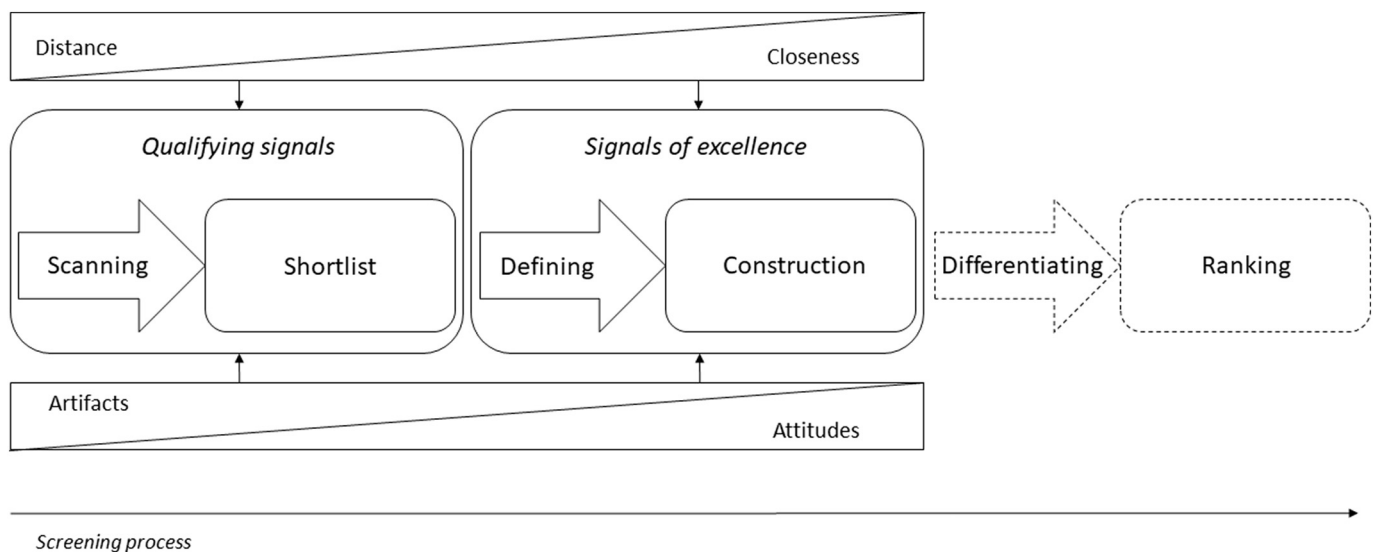 Distance
Closeness
Qualifying signals
Signals of excellence
Scanning
Shortlist
Defining
Construction
Differentiating
Ranking
Artifacts
Attitudes
Screening process